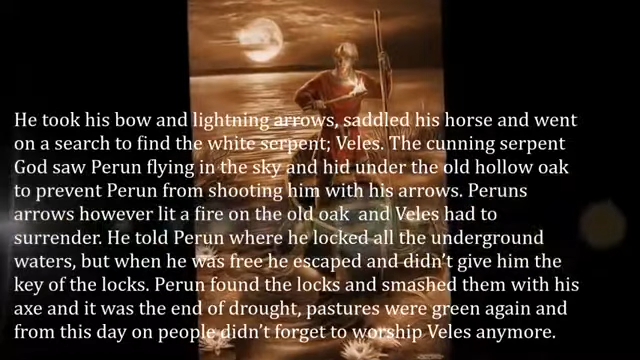 He took his bow and lightning arrows, saddled his horse and went
on a search to find the white serpent; Veles. The cunning serpent
God saw Perun flying in the sky and hid under the old hollow oak
to prevent Perun from shooting him with his arrows. Peruns
arrows however lit a fire on the old oak  and Veles had to
surrender. He told Perun where he locked all the underground
waters, but when he was free he escaped and didn't give him the
key of the locks. Perun found the locks and smashed them with his
axe and it was the end of drought, pastures were green again and
from this day on people didn't forget to worship Veles anymore.